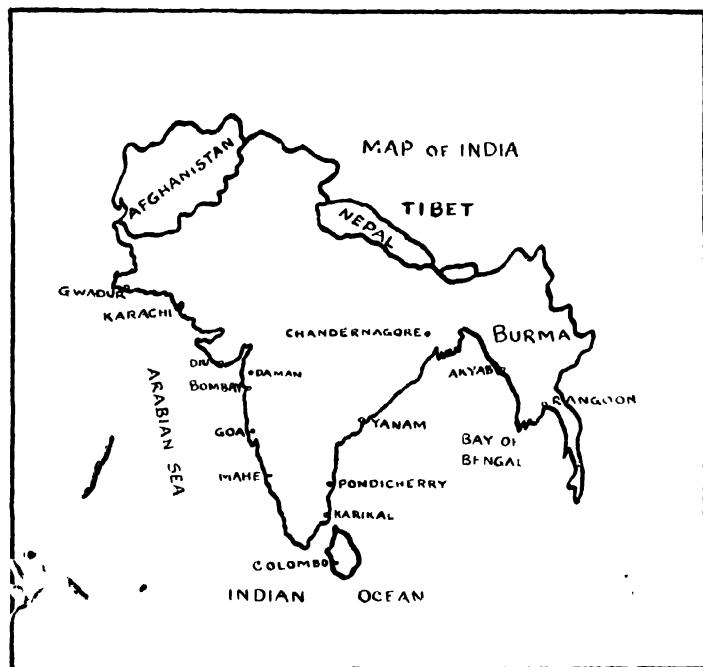 MAP OF INDIA
AFGHANISTAN
TIBET
NEPAL
GWADUR
KARACHI
CHANDERNAGORE
BURMA
DIU
DAMAN
AKYAB
BOMBAY
RANGOON
ARABIAN SEA
GOA
YANAM
BAY OF
BENGAL
MAHE
PONDICHERRY
KARIKAL
COLOMBO
INDIAN OCEAN